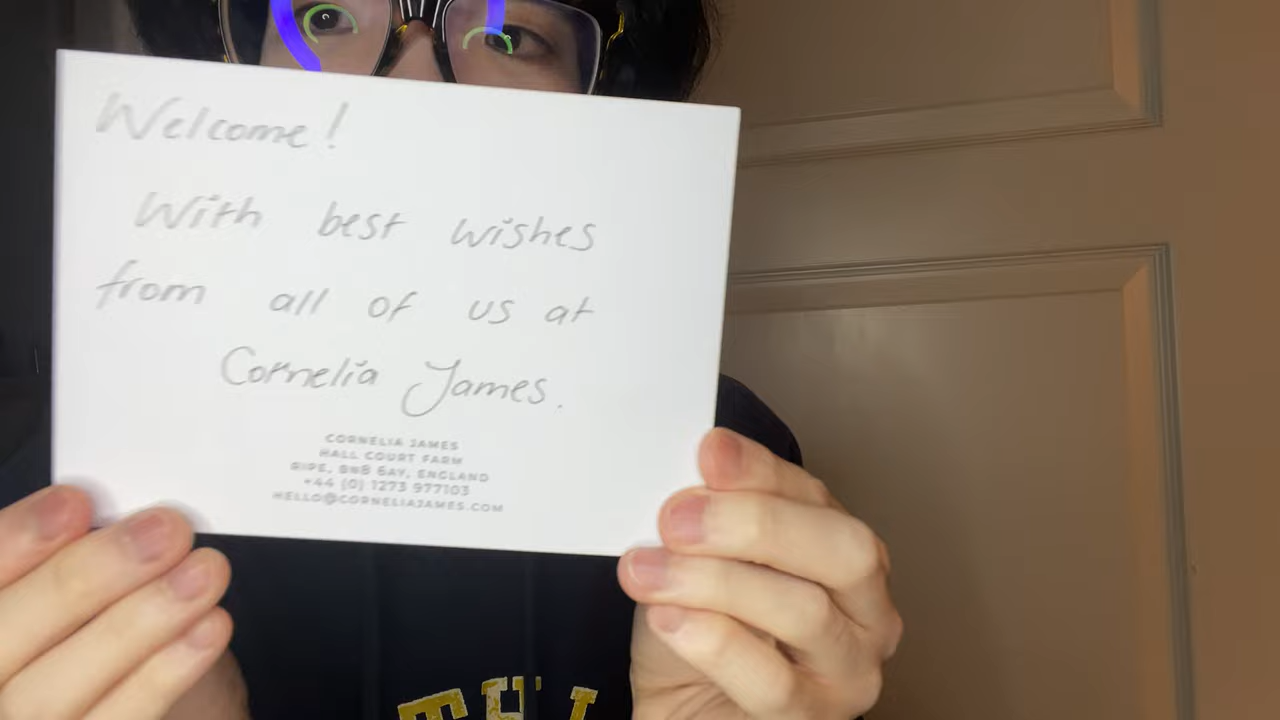 Welcome!
With best wishes
from all of us at
Cornelia James.
CORNELIA JAMES
HALL COURT FARM
RIPE, BN8 6AY, ENGLAND
+44 (0) 1273 977103
HELLO@CORNELIAJAMES.COM